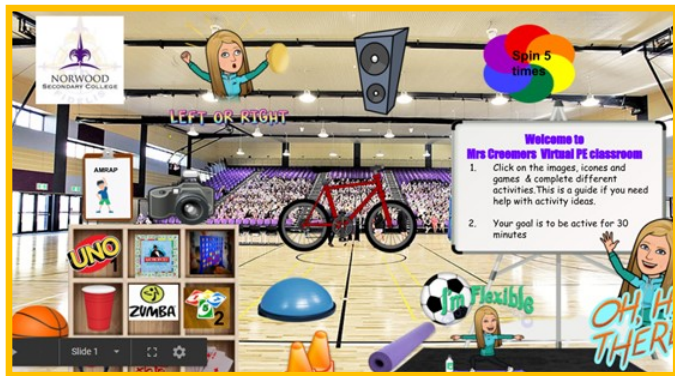 NORWOOD
SECONDARY COLLEGE
FIDELIS
LEFT OR RIGHT
Spin 5
times
Welcome to
Mrs Creemers Virtual PE classroom
1. Click on the images, icones and
games & complete different
activities.This is a guide if you need
help with activity ideas.
2. Your goal is to be active for 30
minutes
AMRAP
UNO
ZUMBA
2
I'm Flexible
OH, HI
THERE
Slide 1